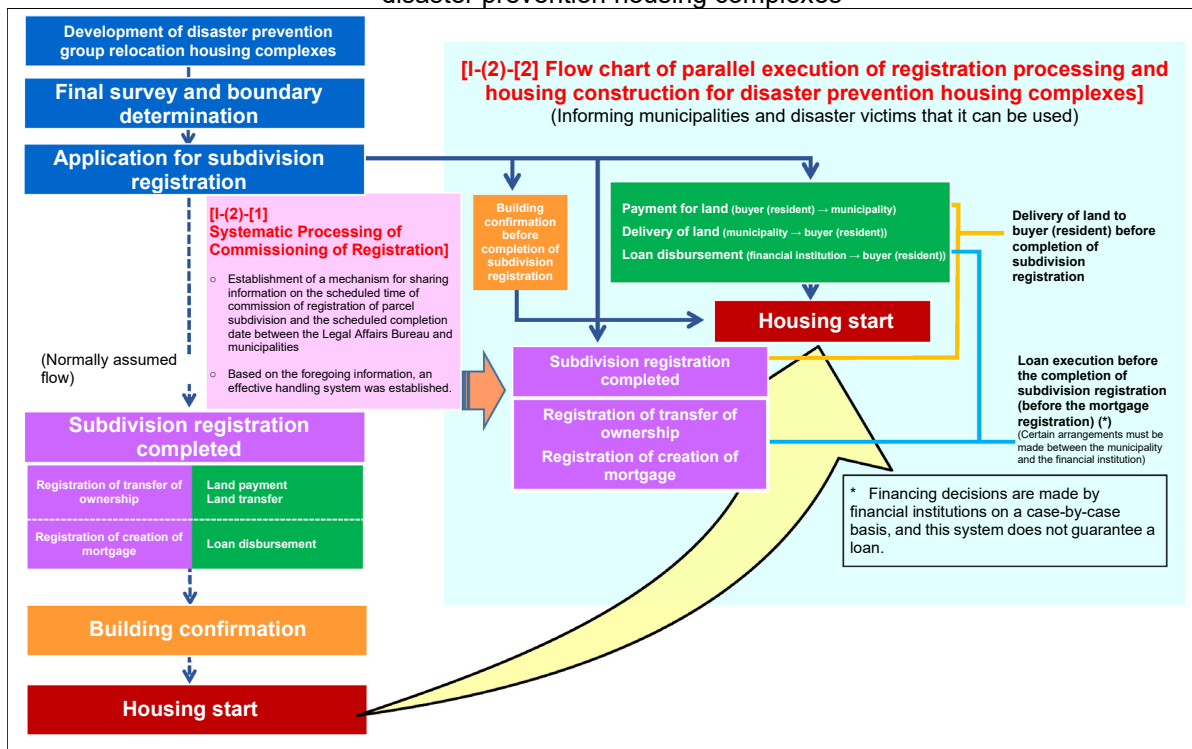 disaster prevention housing complexes
Development of disaster prevention
group relocation housing complexes
Final survey and boundary
determination
Application for subdivision
registration
[I-(2)-[1]
Systematic Processing of
Commissioning of Registration]
○ Establishment of a mechanism for sharing
information on the scheduled time of
commission of registration of parcel
subdivision and the scheduled completion
date between the Legal Affairs Bureau and
municipalities
○ Based on the foregoing information, an
effective handling system was established.
(Normally assumed
flow)
Subdivision registration
completed
Registration of transfer of
ownership
Land payment
Land transfer
Registration of creation of
mortgage
Loan disbursement
Building confirmation
Housing start
[I-(2)-[2] Flow chart of parallel execution of registration processing and
housing construction for disaster prevention housing complexes]
(Informing municipalities and disaster victims that it can be used)
Building
confirmation
before
completion of
subdivision
registration
Payment for land (buyer (resident) → municipality)
Delivery of land (municipality → buyer (resident))
Loan disbursement (financial institution → buyer (resident))
Housing start
Subdivision registration
completed
Registration of transfer of
ownership
Registration of creation of
mortgage
Delivery of land to
buyer (resident) before
completion of
subdivision
registration
Loan execution before
the completion of
subdivision registration
(before the mortgage
registration) (*)
(Certain arrangements must be
made between the municipality
and the financial institution)
* Financing decisions are made by
financial institutions on a case-by-case
basis, and this system does not guarantee a
loan.